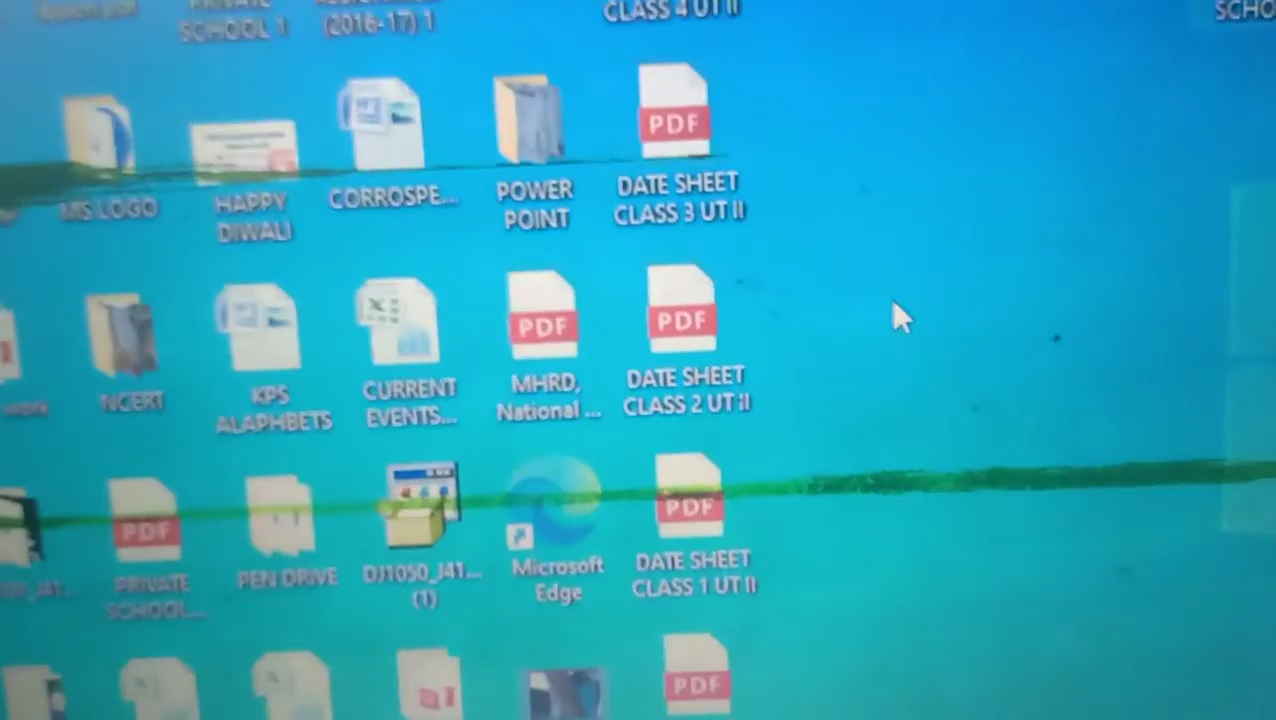 PRIVATE
SCHOOL 1
(2016-17) 1
CLASS 4 UT II
SCHO
MS LOGO
HAPPY
DIWALI
CORROSPE...
POWER
POINT
PDF
DATE SHEET
CLASS 3 UT II
NCERT
KPS
ALAPHBETS
CURRENT
EVENTS...
PDF
MHRD,
National ...
PDF
DATE SHEET
CLASS 2 UT II
PDF
PRIVATE
SCHOOL...
PEN DRIVE
DJ1050_J41...
(1)
Microsoft
Edge
PDF
DATE SHEET
CLASS 1 UT II
PDF